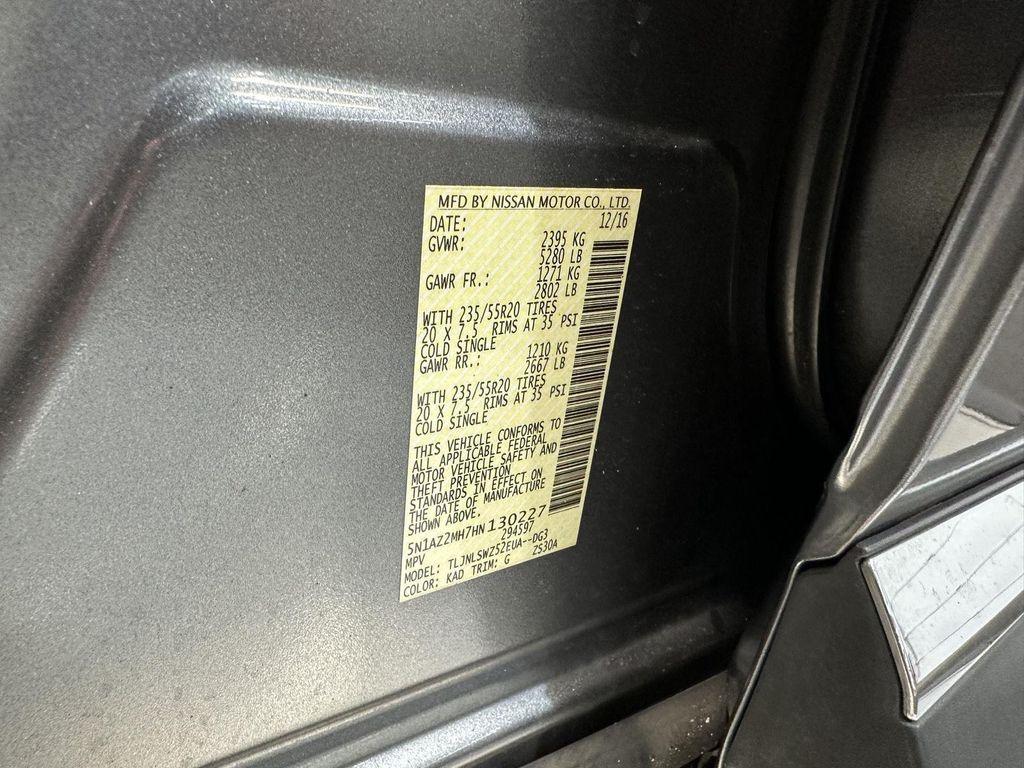 MFD BY NISSAN MOTOR CO., LTD.
DATE: 12/16
GVWR: 2395 KG
5280 LB
GAWR FR.: 1271 KG
2802 LB
WITH 235/55R20 TIRES
20 X 7.5 RIMS AT 35 PSI
COLD SINGLE
GAWR RR.: 1210 KG
2667 LB
WITH 235/55R20 TIRES
20 X 7.5 RIMS AT 35 PSI
COLD SINGLE
THIS VEHICLE CONFORMS TO
ALL APPLICABLE FEDERAL
MOTOR VEHICLE SAFETY AND
THEFT PREVENTION
STANDARDS IN EFFECT ON
THE DATE OF MANUFACTURE
SHOWN ABOVE.
5N1AZ2MH7HN130227
MPV 294597
MODEL: TLJNLSWZ52EUA--DG3
COLOR: KAD TRIM: G ZS30A